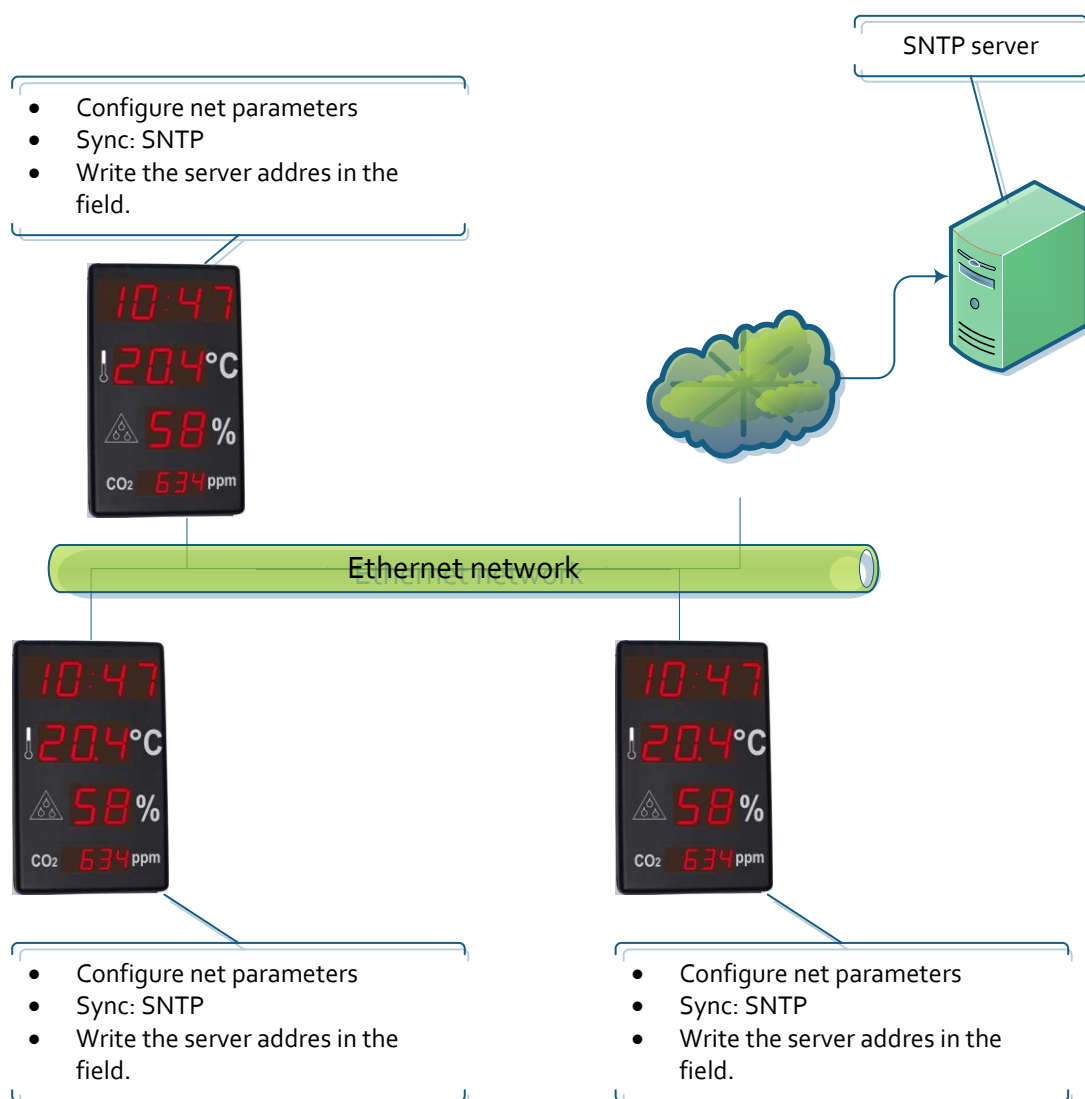 SNTP server
• Configure net parameters
• Sync: SNTP
• Write the server addres in the
field.
10:47
20.4°C
58%
CO2 634 ppm
Ethernet network
10:47
20.4°C
58%
CO2 634 ppm
10:47
20.4°C
58%
CO2 634 ppm
• Configure net parameters
• Sync: SNTP
• Write the server addres in the
field.
• Configure net parameters
• Sync: SNTP
• Write the server addres in the
field.